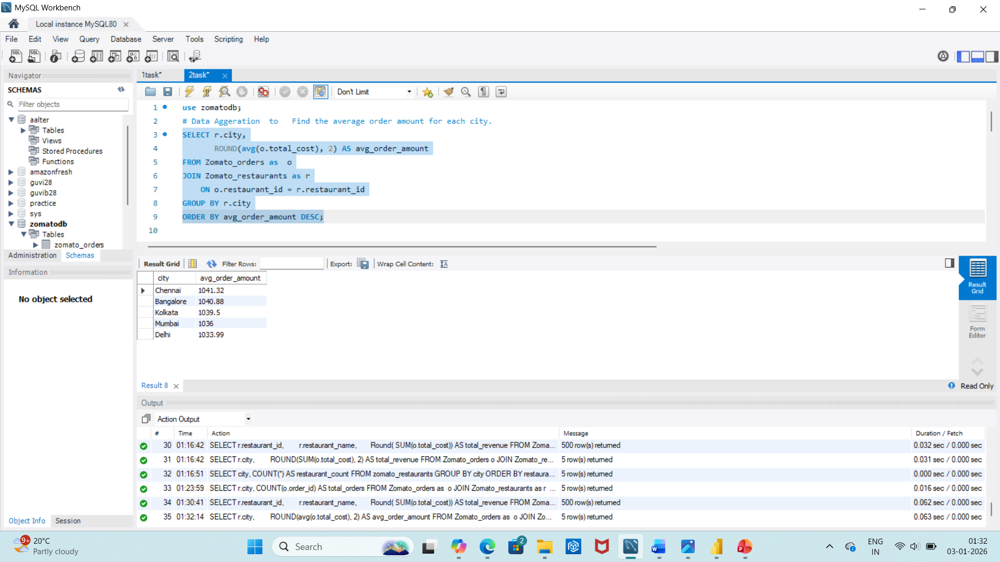 MySQL Workbench
Local instance MySQL80
File Edit View Query Database Server Tools Scripting Help
Navigator
SCHEMAS
Filter objects
aalter
Tables
Views
Stored Procedures
Functions
amazonfresh
guvi28
guvib28
practice
sys
zomatodb
Tables
zomato_orders
Administration Schemas
Information
No object selected
Object Info Session
1task* 2task*
Don't Limit
1 use zomatodb;
2 # Data Aggeration to Find the average order amount for each city.
3 SELECT r.city,
4 ROUND(avg(o.total_cost), 2) AS avg_order_amount
5 FROM Zomato_orders as o
6 JOIN Zomato_restaurants as r
7 ON o.restaurant_id = r.restaurant_id
8 GROUP BY r.city
9 ORDER BY avg_order_amount DESC;
10
Result Grid Filter Rows: Export: Wrap Cell Content:
city avg_order_amount
Chennai 1041.32
Bangalore 1040.88
Kolkata 1039.5
Mumbai 1036
Delhi 1033.99
Result
Grid
Form
Editor
Result 8
Read Only
Output
Action Output
# Time Action Message Duration / Fetch
30 01:16:42 SELECT r.restaurant_id, r.restaurant_name, Round( SUM(o.total_cost)) AS total_revenue FROM Zoma... 500 row(s) returned 0.032 sec / 0.000 sec
31 01:16:42 SELECT r.city, ROUND(SUM(o.total_cost), 2) AS total_revenue FROM Zomato_orders o JOIN Zomato_re... 5 row(s) returned 0.031 sec / 0.000 sec
32 01:16:51 SELECT city, COUNT(*) AS restaurant_count FROM zomato_restaurants GROUP BY city ORDER BY restaura... 5 row(s) returned 0.000 sec / 0.000 sec
33 01:23:59 SELECT r.city, COUNT(o.order_id) AS total_orders FROM Zomato_orders as o JOIN Zomato_restaurants as r ... 5 row(s) returned 0.016 sec / 0.000 sec
34 01:30:41 SELECT r.restaurant_id, r.restaurant_name, Round( SUM(o.total_cost)) AS total_revenue FROM Zoma... 500 row(s) returned 0.062 sec / 0.000 sec
35 01:32:14 SELECT r.city, ROUND(avg(o.total_cost), 2) AS avg_order_amount FROM Zomato_orders as o JOIN Zo... 5 row(s) returned 0.063 sec / 0.000 sec
9+
20°C
Partly cloudy
Search
2
ENG
IN
01:32
03-01-2026